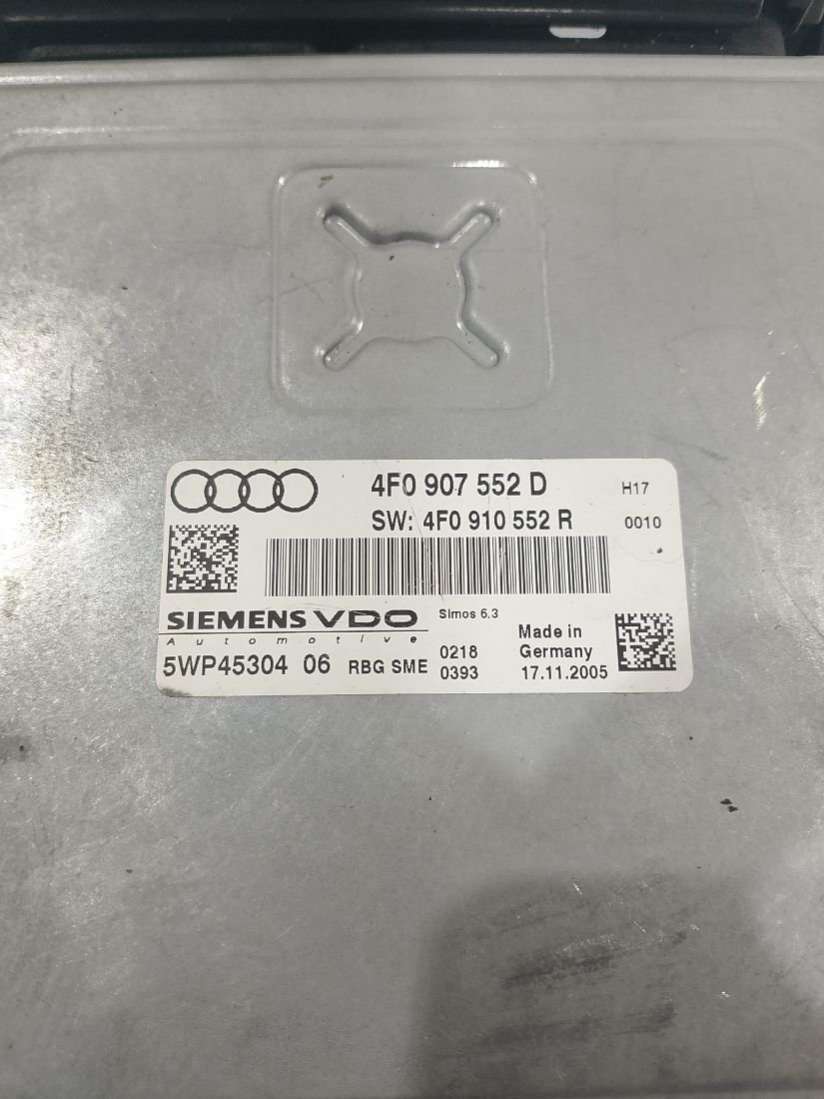 4F0 907 552 D H17
SW: 4F0 910 552 R 0010
SIEMENS VDO Simos 6.3
Automotive
5WP45304 06 RBG SME
0218
0393
Made in
Germany
17.11.2005